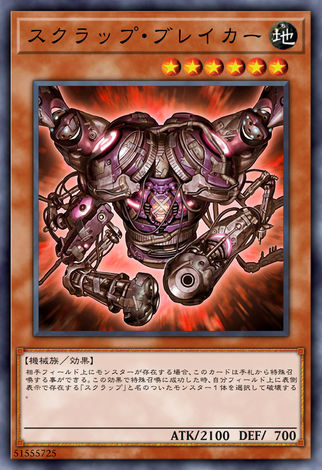 スクラップ・ブレイカー
地
【機械族／効果】
相手フィールド上にモンスターが存在する場合、このカードは手札から特殊召
喚する事ができる。この効果で特殊召喚に成功した時、自分フィールド上に表側
表示で存在する「スクラップ」と名のついたモンスター１体を選択して破壊する
。
ATK/2100 DEF/ 700
51555725